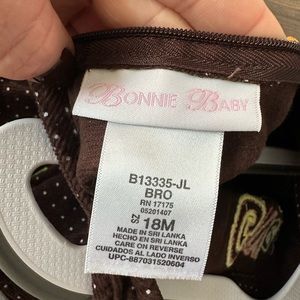 BONNIE BABY
B13335-JL
BRO
RN 17175
05201407
SZ 18M
MADE IN SRI LANKA
HECHO EN SRI LANKA
CARE ON REVERSE
CUIDADOS AL LADO INVERSO
UPC-887031520604